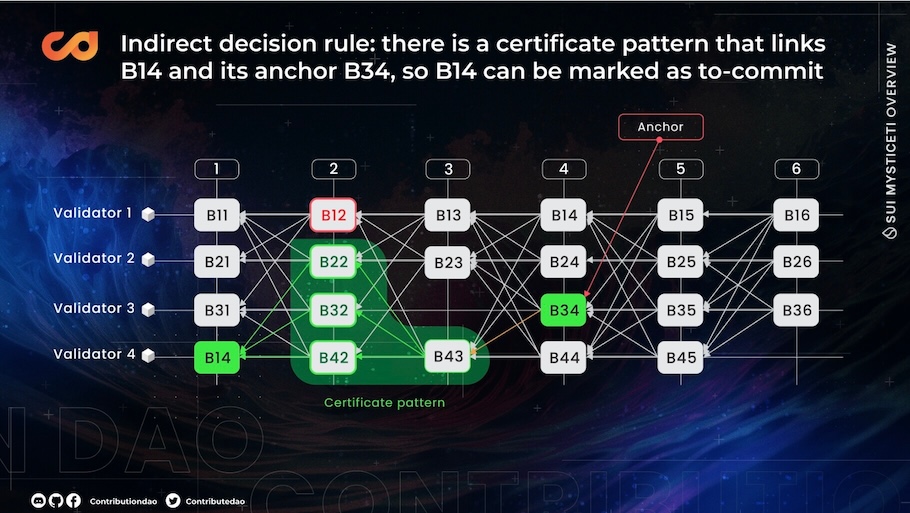 Indirect decision rule: there is a certificate pattern that links
B14 and its anchor B34, so B14 can be marked as to-commit
SUI MYSTICETI OVERVIEW
Anchor
1 2 3 4 5 6
Validator 1 B11 B12 B13 B14 B15 B16
Validator 2 B21 B22 B23 B24 B25 B26
Validator 3 B31 B32 B34 B35 B36
Validator 4 B14 B42 B43 B44 B45
Certificate pattern
N DAO
CONTRIBUTIO
Contributiondao Contributedao